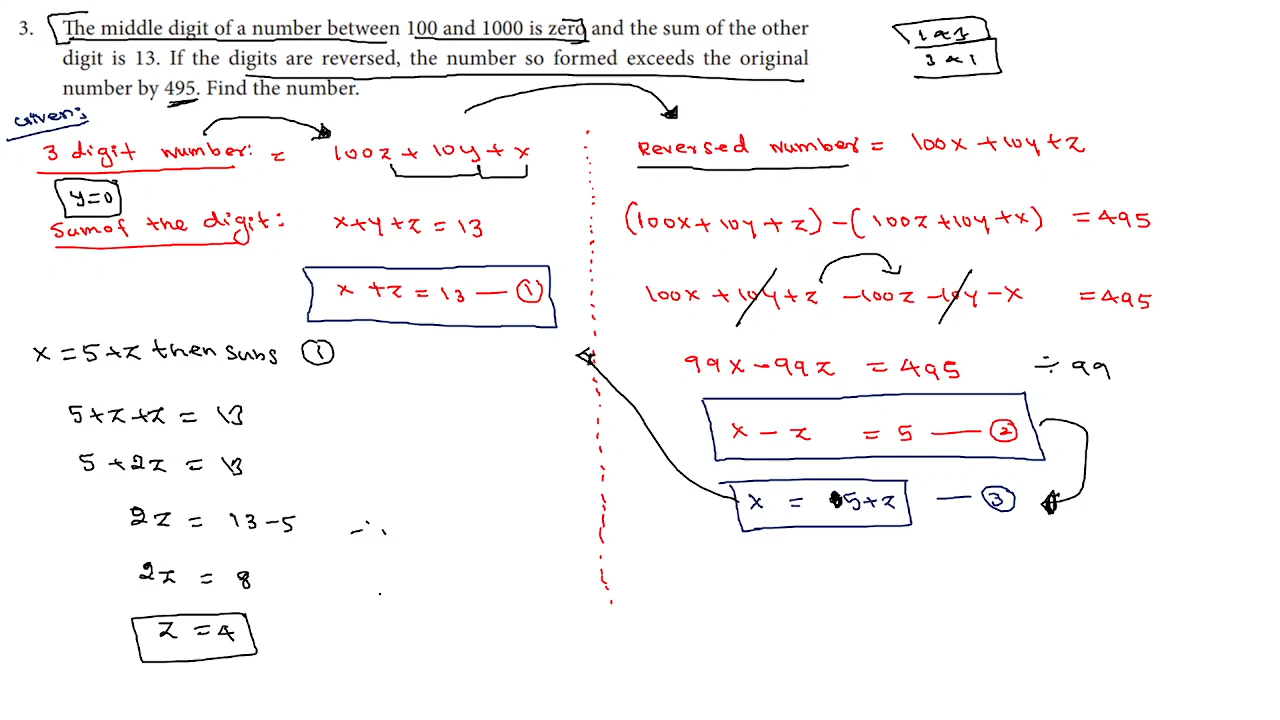 3. The middle digit of a number between 100 and 1000 is zero and the sum of the other
digit is 13. If the digits are reversed, the number so formed exceeds the original
number by 495. Find the number.
Given:
3 digit number: = 100z + 10y + x
y=0
Sum of the digit: x+y+z = 13
x + z = 13 — ①
x = 5+z then subs ①
5+z+z = 13
5+2z = 13
2z = 13-5
2z = 8
z = 4
∴
Reversed number = 100x + 10y + z
(100x+10y+z) - (100z+10y+x) = 495
100x + 10y + z - 100z - 10y - x = 495
99x - 99z = 495 ÷ 99
x - z = 5 — ②
x = 5+z — ③